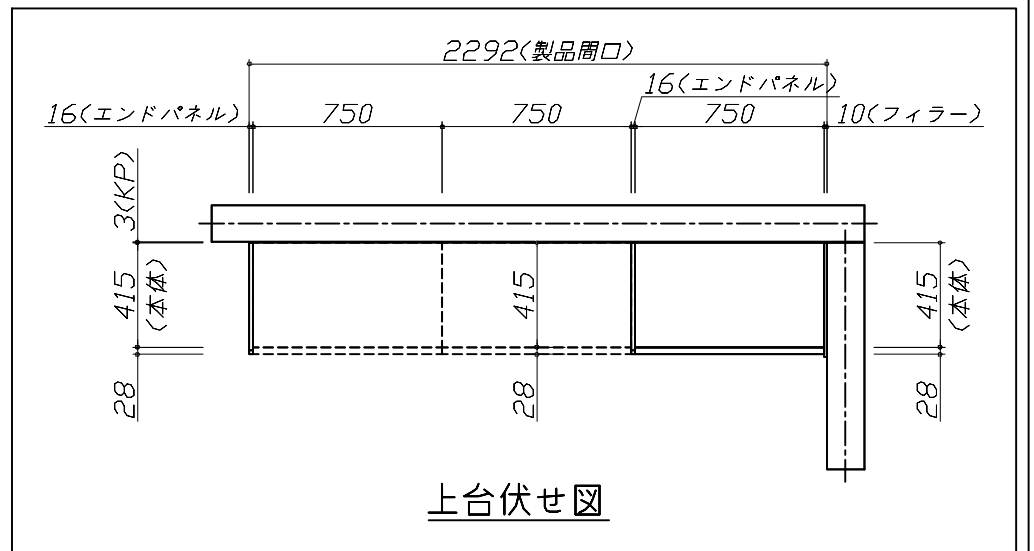 2292(製品間口)
16(エンドパネル)
16(エンドパネル)
750
750
750
10(フィラー)
3(KP)
415
(本体)
28
415
28
415
(本体)
28
上台伏せ図